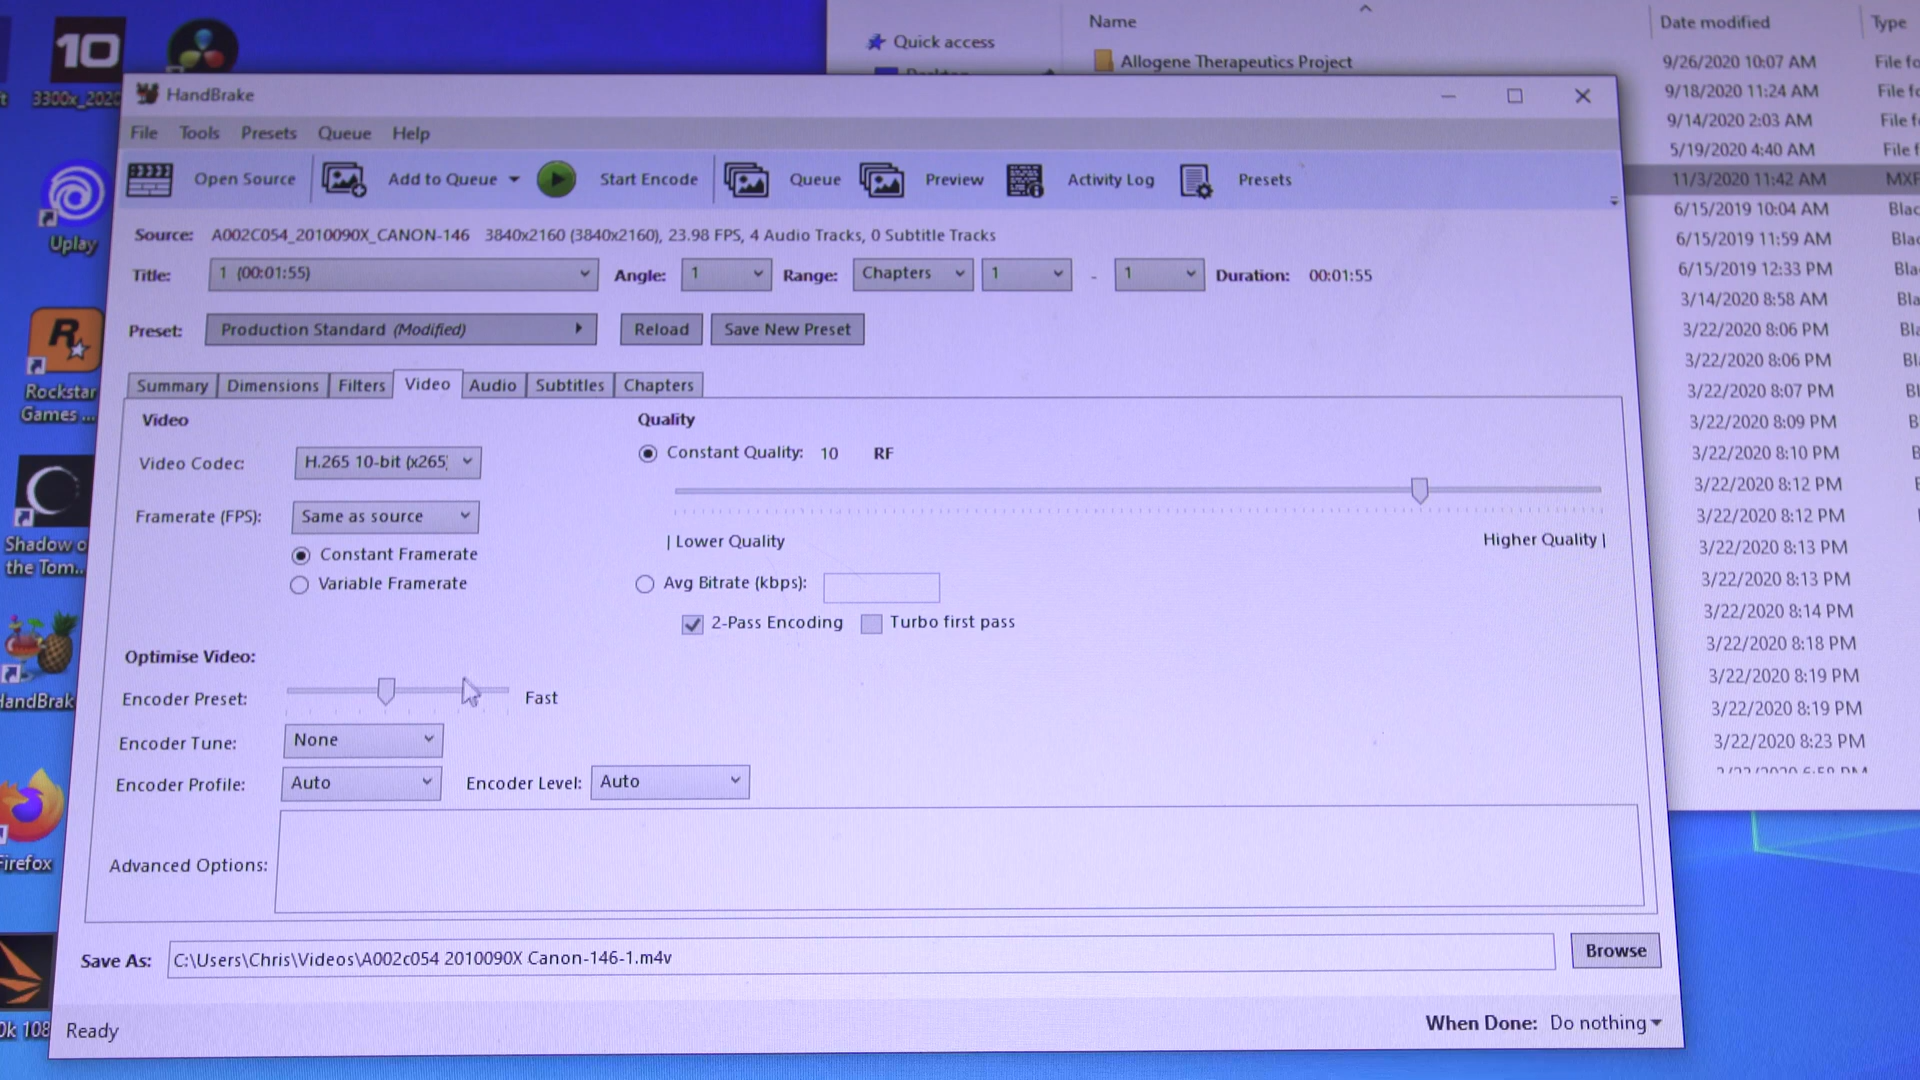 10
3300x_2020
Uplay
Rockstar
Games ...
Shadow o
the Tom...
HandBrak
Firefox
0k 108
Name
Date modified
Type
Quick access
Allogene Therapeutics Project
9/26/2020 10:07 AM
File fo
9/18/2020 11:24 AM
File fo
9/14/2020 2:03 AM
File f
5/19/2020 4:40 AM
File f
11/3/2020 11:42 AM
MXF
6/15/2019 10:04 AM
Blac
6/15/2019 11:59 AM
Blac
6/15/2019 12:33 PM
Bla
3/14/2020 8:58 AM
Bla
3/22/2020 8:06 PM
Bla
3/22/2020 8:06 PM
Bl
3/22/2020 8:07 PM
Bl
3/22/2020 8:09 PM
B
3/22/2020 8:10 PM
B
3/22/2020 8:12 PM
3/22/2020 8:12 PM
3/22/2020 8:13 PM
3/22/2020 8:13 PM
3/22/2020 8:14 PM
3/22/2020 8:18 PM
3/22/2020 8:19 PM
3/22/2020 8:19 PM
3/22/2020 8:23 PM
HandBrake
File Tools Presets Queue Help
Open Source Add to Queue Start Encode Queue Preview Activity Log Presets
Source: A002C054_2010090X_CANON-146 3840x2160 (3840x2160), 23.98 FPS, 4 Audio Tracks, 0 Subtitle Tracks
Title: 1 (00:01:55) Angle: 1 Range: Chapters 1 - 1 Duration: 00:01:55
Preset: Production Standard (Modified) Reload Save New Preset
Summary Dimensions Filters Video Audio Subtitles Chapters
Video
Quality
Video Codec: H.265 10-bit (x265)
Constant Quality: 10 RF
Framerate (FPS): Same as source
| Lower Quality
Higher Quality |
Constant Framerate
Variable Framerate
Avg Bitrate (kbps):
2-Pass Encoding Turbo first pass
Optimise Video:
Encoder Preset: Fast
Encoder Tune: None
Encoder Profile: Auto Encoder Level: Auto
Advanced Options:
Save As: C:\Users\Chris\Videos\A002c054 2010090X Canon-146-1.m4v Browse
Ready
When Done: Do nothing